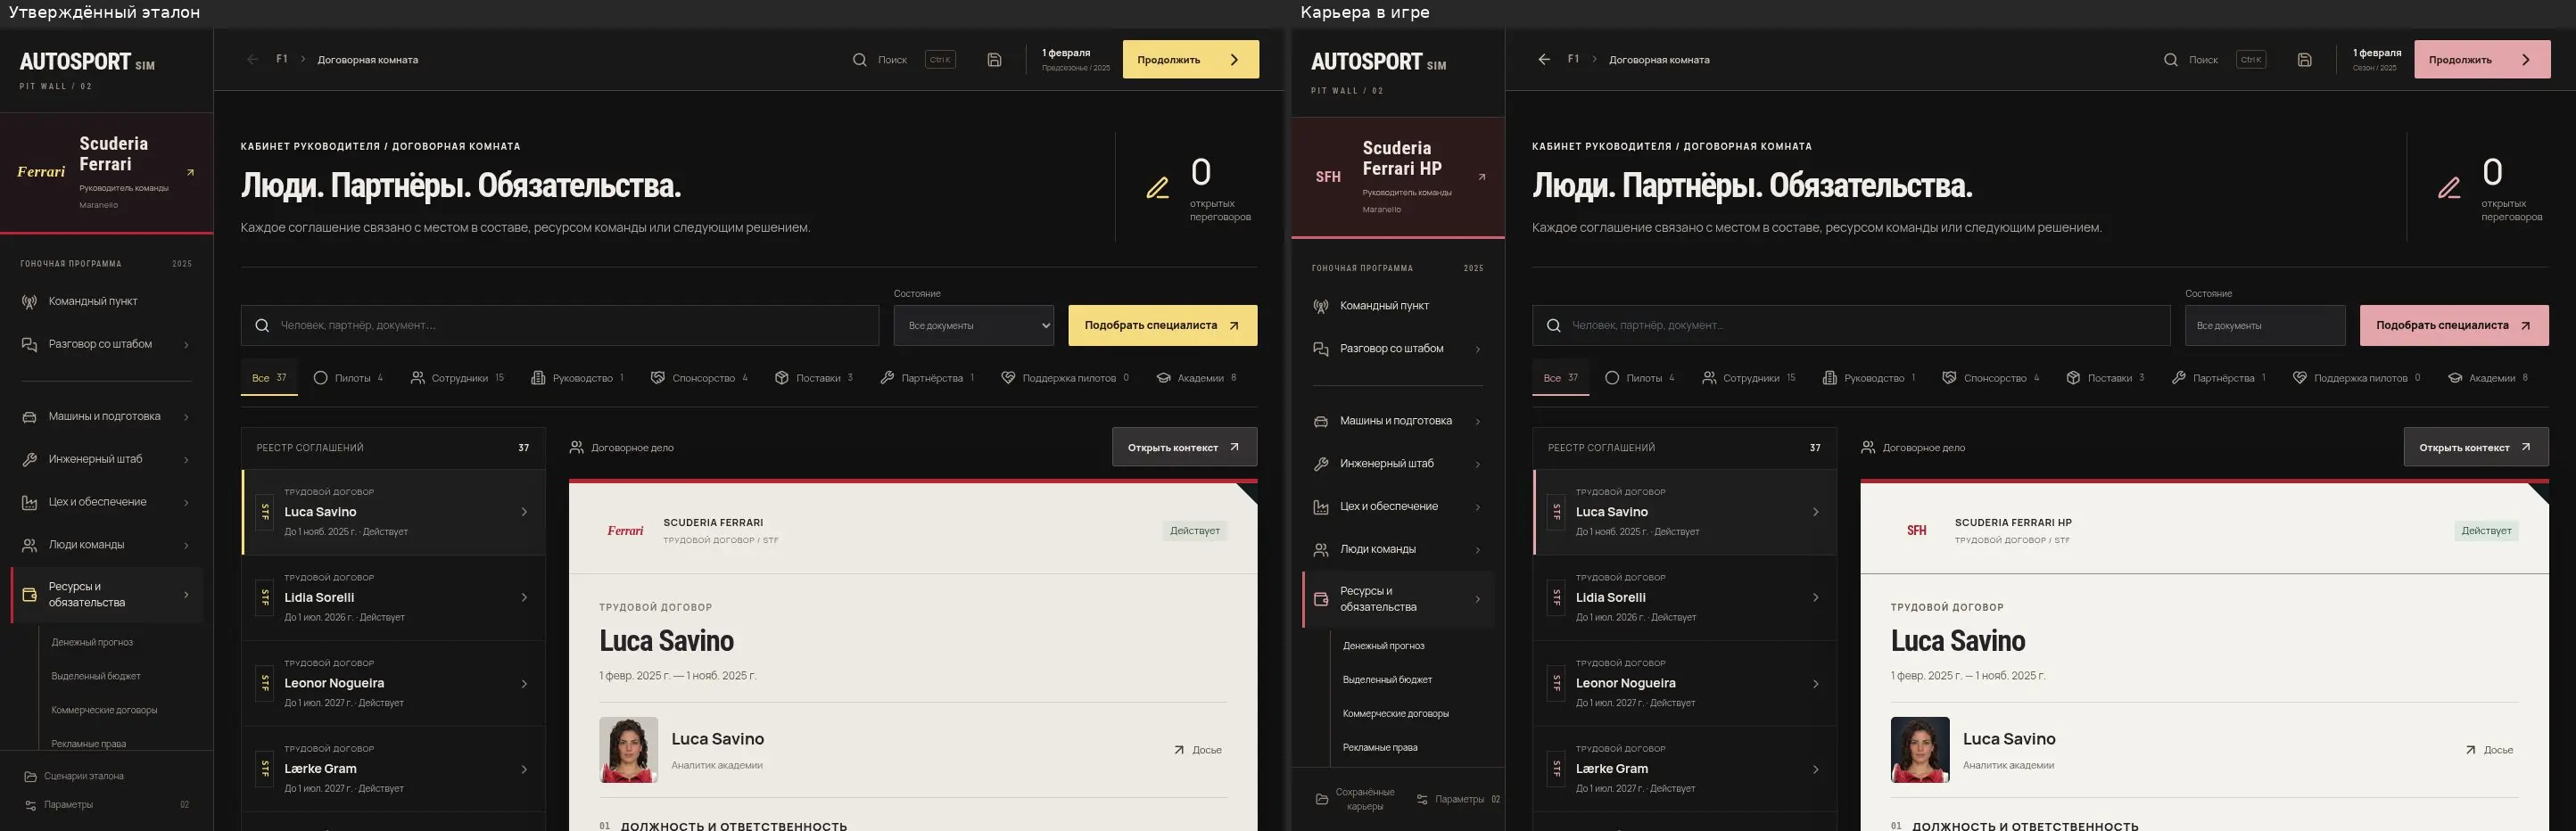 Утверждённый эталон
AUTOSPORT SIM
PIT WALL / 02
Ferrari
Scuderia
Ferrari
Руководитель команды
Maranello
ГОНОЧНАЯ ПРОГРАММА 2025
Командный пункт
Разговор со штабом
Машины и подготовка
Инженерный штаб
Цех и обеспечение
Люди команды
Ресурсы и
обязательства
Денежный прогноз
Выделенный бюджет
Коммерческие договоры
Рекламные права
Сценарии эталона
Параметры 02
F1 Договорная комната
Поиск Ctrl K
1 февраля
Предсезонье / 2025
Продолжить
КАБИНЕТ РУКОВОДИТЕЛЯ / ДОГОВОРНАЯ КОМНАТА
Люди. Партнёры. Обязательства.
Каждое соглашение связано с местом в составе, ресурсом команды или следующим решением.
0
открытых
переговоров
Состояние
Человек, партнёр, документ...
Все документы
Подобрать специалиста
Все 37 Пилоты 4 Сотрудники 15 Руководство 1 Спонсорство 4 Поставки 3 Партнёрства 1 Поддержка пилотов 0 Академии 8
РЕЕСТР СОГЛАШЕНИЙ 37
STF
ТРУДОВОЙ ДОГОВОР
Luca Savino
До 1 нояб. 2025 г. · Действует
STF
ТРУДОВОЙ ДОГОВОР
Lidia Sorelli
До 1 июл. 2026 г. · Действует
STF
ТРУДОВОЙ ДОГОВОР
Leonor Nogueira
До 1 июл. 2027 г. · Действует
STF
ТРУДОВОЙ ДОГОВОР
Lærke Gram
До 1 июл. 2027 г. · Действует
Договорное дело
Открыть контекст
Ferrari
SCUDERIA FERRARI
ТРУДОВОЙ ДОГОВОР / STF
Действует
ТРУДОВОЙ ДОГОВОР
Luca Savino
1 февр. 2025 г. — 1 нояб. 2025 г.
Luca Savino
Аналитик академии
Досье
01 ДОЛЖНОСТЬ И ОТВЕТСТВЕННОСТЬ
Карьера в игре
AUTOSPORT SIM
PIT WALL / 02
SFH
Scuderia
Ferrari HP
Руководитель команды
Maranello
ГОНОЧНАЯ ПРОГРАММА 2025
Командный пункт
Разговор со штабом
Машины и подготовка
Инженерный штаб
Цех и обеспечение
Люди команды
Ресурсы и
обязательства
Денежный прогноз
Выделенный бюджет
Коммерческие договоры
Рекламные права
Сохранённые
карьеры
Параметры 02
F1 Договорная комната
Поиск Ctrl K
1 февраля
Сезон / 2025
Продолжить
КАБИНЕТ РУКОВОДИТЕЛЯ / ДОГОВОРНАЯ КОМНАТА
Люди. Партнёры. Обязательства.
Каждое соглашение связано с местом в составе, ресурсом команды или следующим решением.
0
открытых
переговоров
Состояние
Человек, партнёр, документ...
Все документы
Подобрать специалиста
Все 37 Пилоты 4 Сотрудники 15 Руководство 1 Спонсорство 4 Поставки 3 Партнёрства 1 Поддержка пилотов 0 Академии 8
РЕЕСТР СОГЛАШЕНИЙ 37
STF
ТРУДОВОЙ ДОГОВОР
Luca Savino
До 1 нояб. 2025 г. · Действует
STF
ТРУДОВОЙ ДОГОВОР
Lidia Sorelli
До 1 июл. 2026 г. · Действует
STF
ТРУДОВОЙ ДОГОВОР
Leonor Nogueira
До 1 июл. 2027 г. · Действует
STF
ТРУДОВОЙ ДОГОВОР
Lærke Gram
До 1 июл. 2027 г. · Действует
Договорное дело
Открыть контекст
SFH
SCUDERIA FERRARI HP
ТРУДОВОЙ ДОГОВОР / STF
Действует
ТРУДОВОЙ ДОГОВОР
Luca Savino
1 февр. 2025 г. — 1 нояб. 2025 г.
Luca Savino
Аналитик академии
Досье
01 ДОЛЖНОСТЬ И ОТВЕТСТВЕННОСТЬ